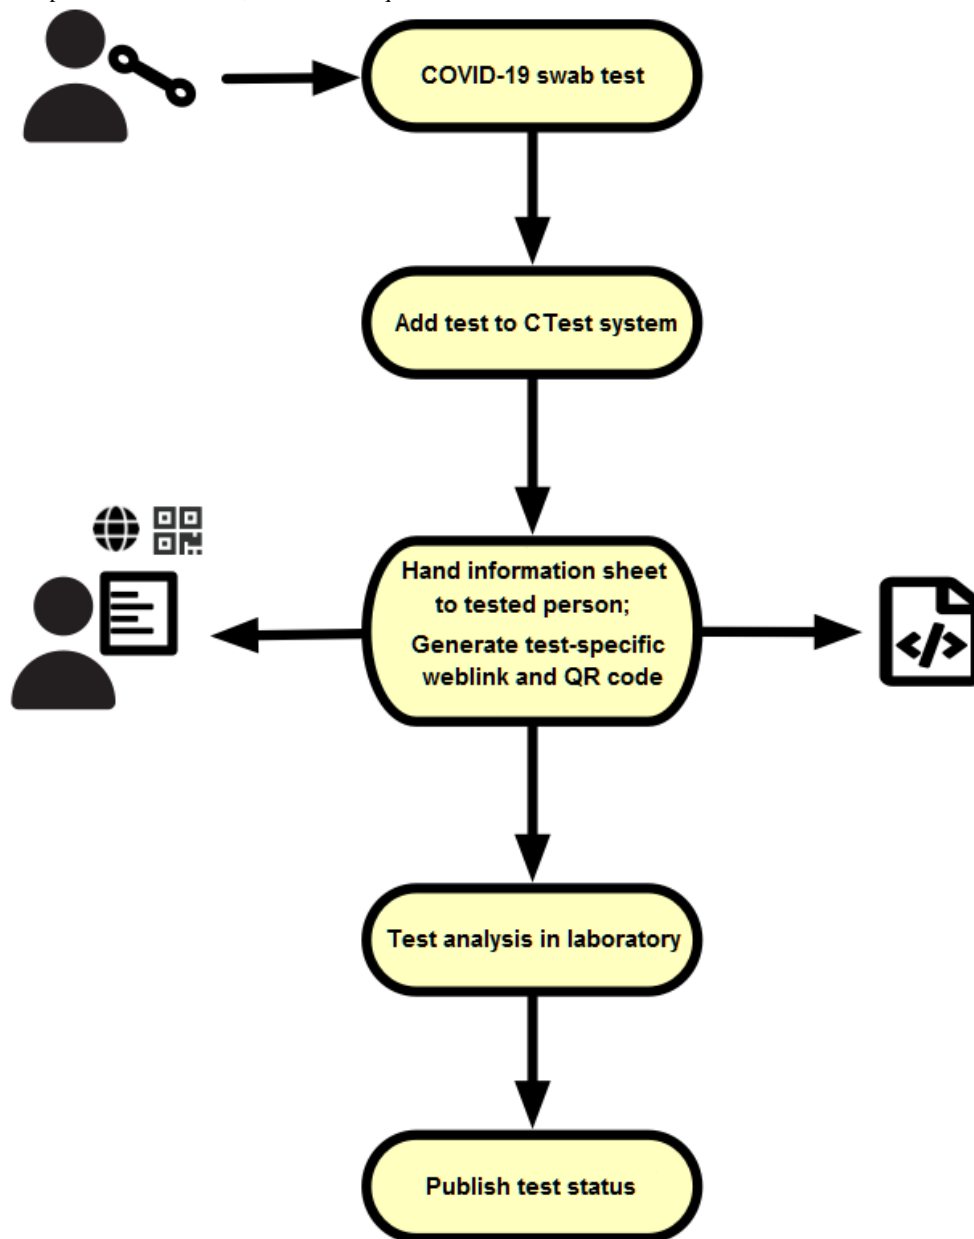 COVID-19 swab test
Add test to CTest system
Hand information sheet
to tested person;
Generate test-specific
weblink and QR code
</>
Test analysis in laboratory
Publish test status